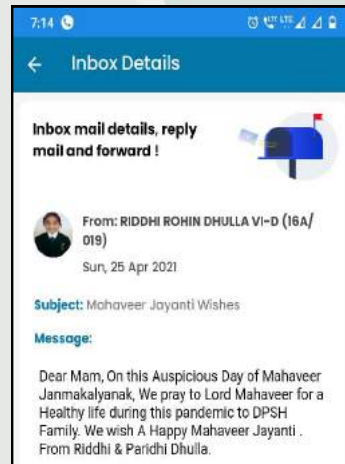 7:14
Inbox Details
Inbox mail details, reply
mail and forward !
From: RIDDHI ROHIN DHULLA VI-D (16A/
019)
Sun, 25 Apr 2021
Subject: Mahaveer Jayanti Wishes
Message:
Dear Mam, On this Auspicious Day of Mahaveer
Janmakalyanak, We pray to Lord Mahaveer for a
Healthy life during this pandemic to DPSH
Family. We wish A Happy Mahaveer Jayanti .
From Riddhi & Paridhi Dhulla.